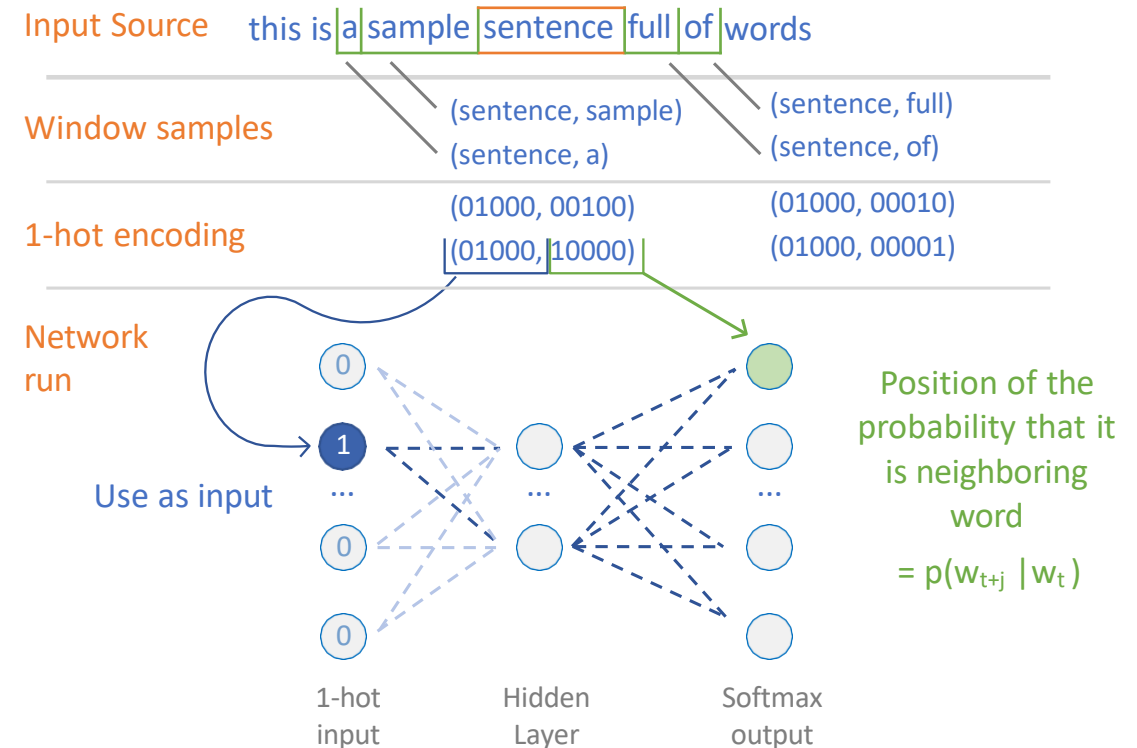 Input Source
this is a sample sentence full of words
Window samples
(sentence, sample)
(sentence, full)
(sentence, a)
(sentence, of)
1-hot encoding
(01000, 00100)
(01000, 00010)
(01000, 10000)
(01000, 00001)
Network
run
0
1
...
0
0
Use as input
...
...
Position of the
probability that it
is neighboring
word
= p(wₜ₊ⱼ |wₜ )
1-hot
input
Hidden
Layer
Softmax
output